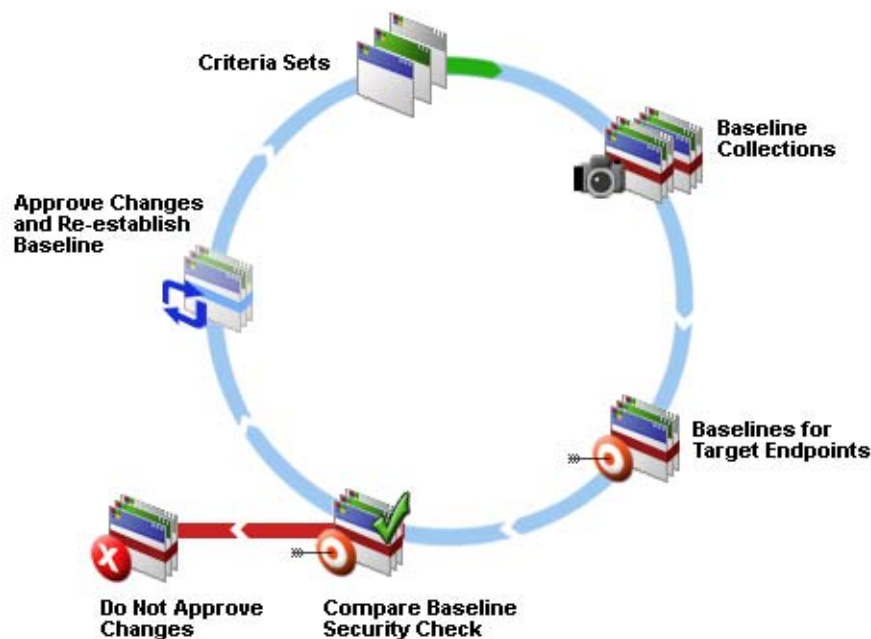 Criteria Sets
Baseline
Collections
Approve Changes
and Re-establish
Baseline
Baselines for
Target Endpoints
Do Not Approve
Changes
Compare Baseline
Security Check